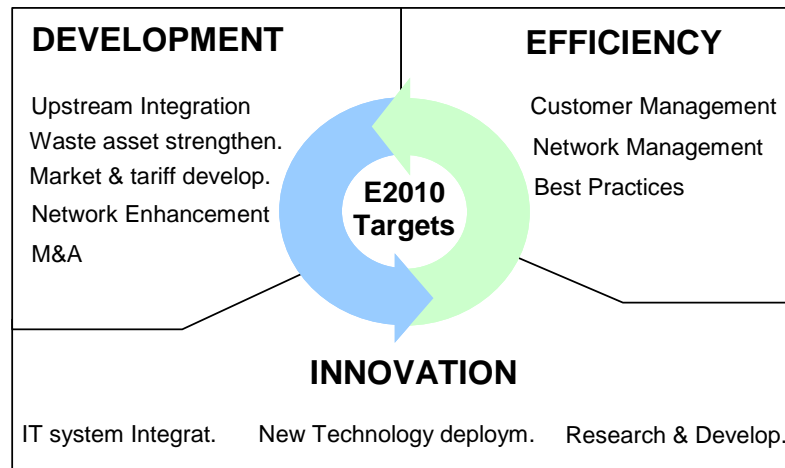 DEVELOPMENT
Upstream Integration
Waste asset strengthen.
Market & tariff develop.
Network Enhancement
M&A
EFFICIENCY
Customer Management
Network Management
Best Practices
E2010
Targets
INNOVATION
IT system Integrat.
New Technology deploym.
Research & Develop.